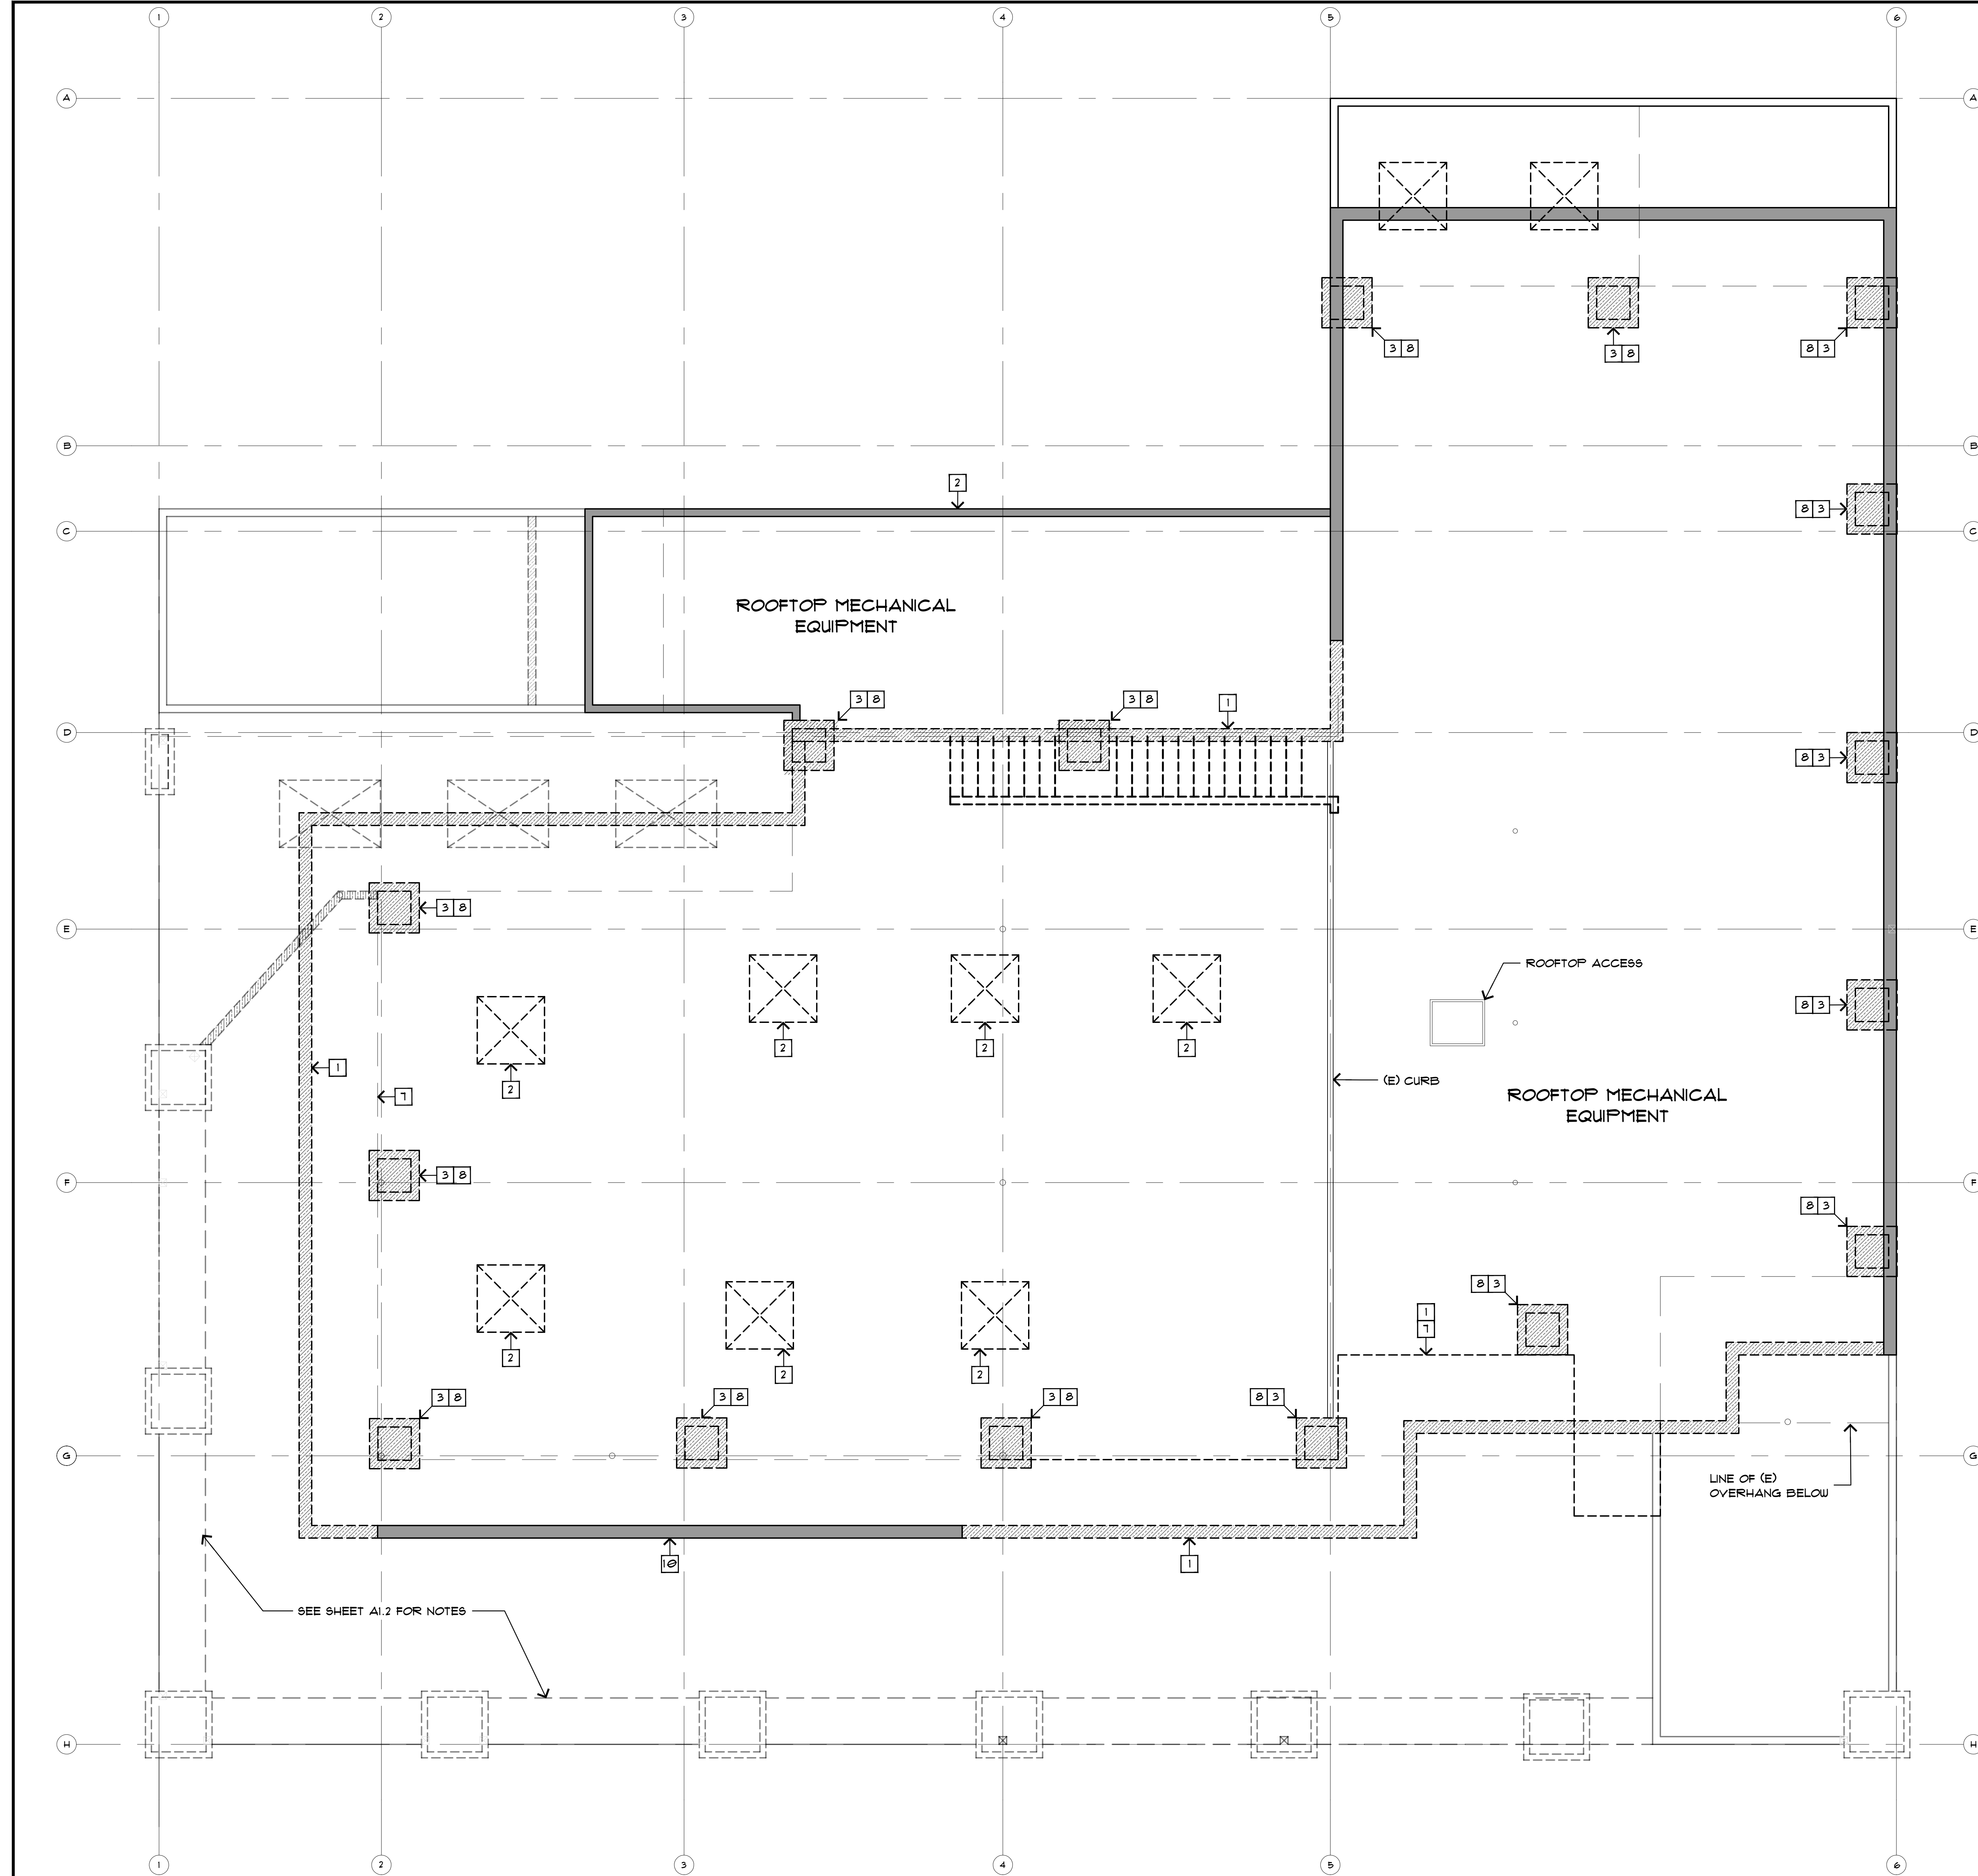 1 2 3 4 5 6
A A
3 8
3 8
8 3
B B
2
8 3
C C
ROOFTOP MECHANICAL
EQUIPMENT
3 8
3 8
1
D D
8 3
3 8
E E
ROOFTOP ACCESS
8 3
2
2
2
1
(E) CURB
2
7
ROOFTOP MECHANICAL
EQUIPMENT
3 8
F F
8 3
8 3
1
7
2
2
2
3 8
3 8
3 8
8 3
G G
LINE OF (E)
OVERHANG BELOW
10
1
SEE SHEET A1.2 FOR NOTES
H H
1 2 3 4 5 6